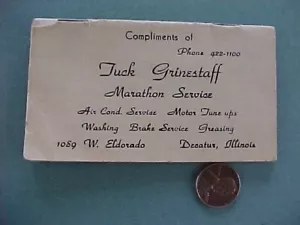 Compliments of
Phone 422-1100
Tuck Grinestaff
Marathon Service
Air Cond. Service Motor Tune ups
Washing Brake Service Greasing
1089 W. Eldorado Decatur, Illinois